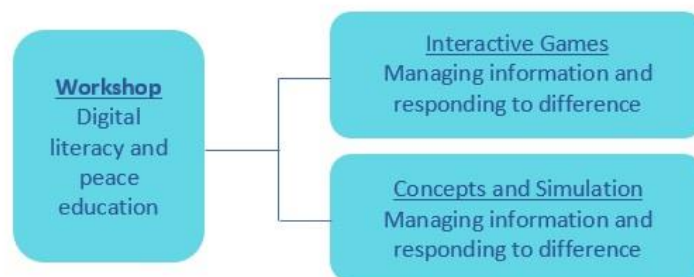 Workshop
Digital
literacy and
peace
education
Interactive Games
Managing information and
responding to difference
Concepts and Simulation
Managing information and
responding to difference